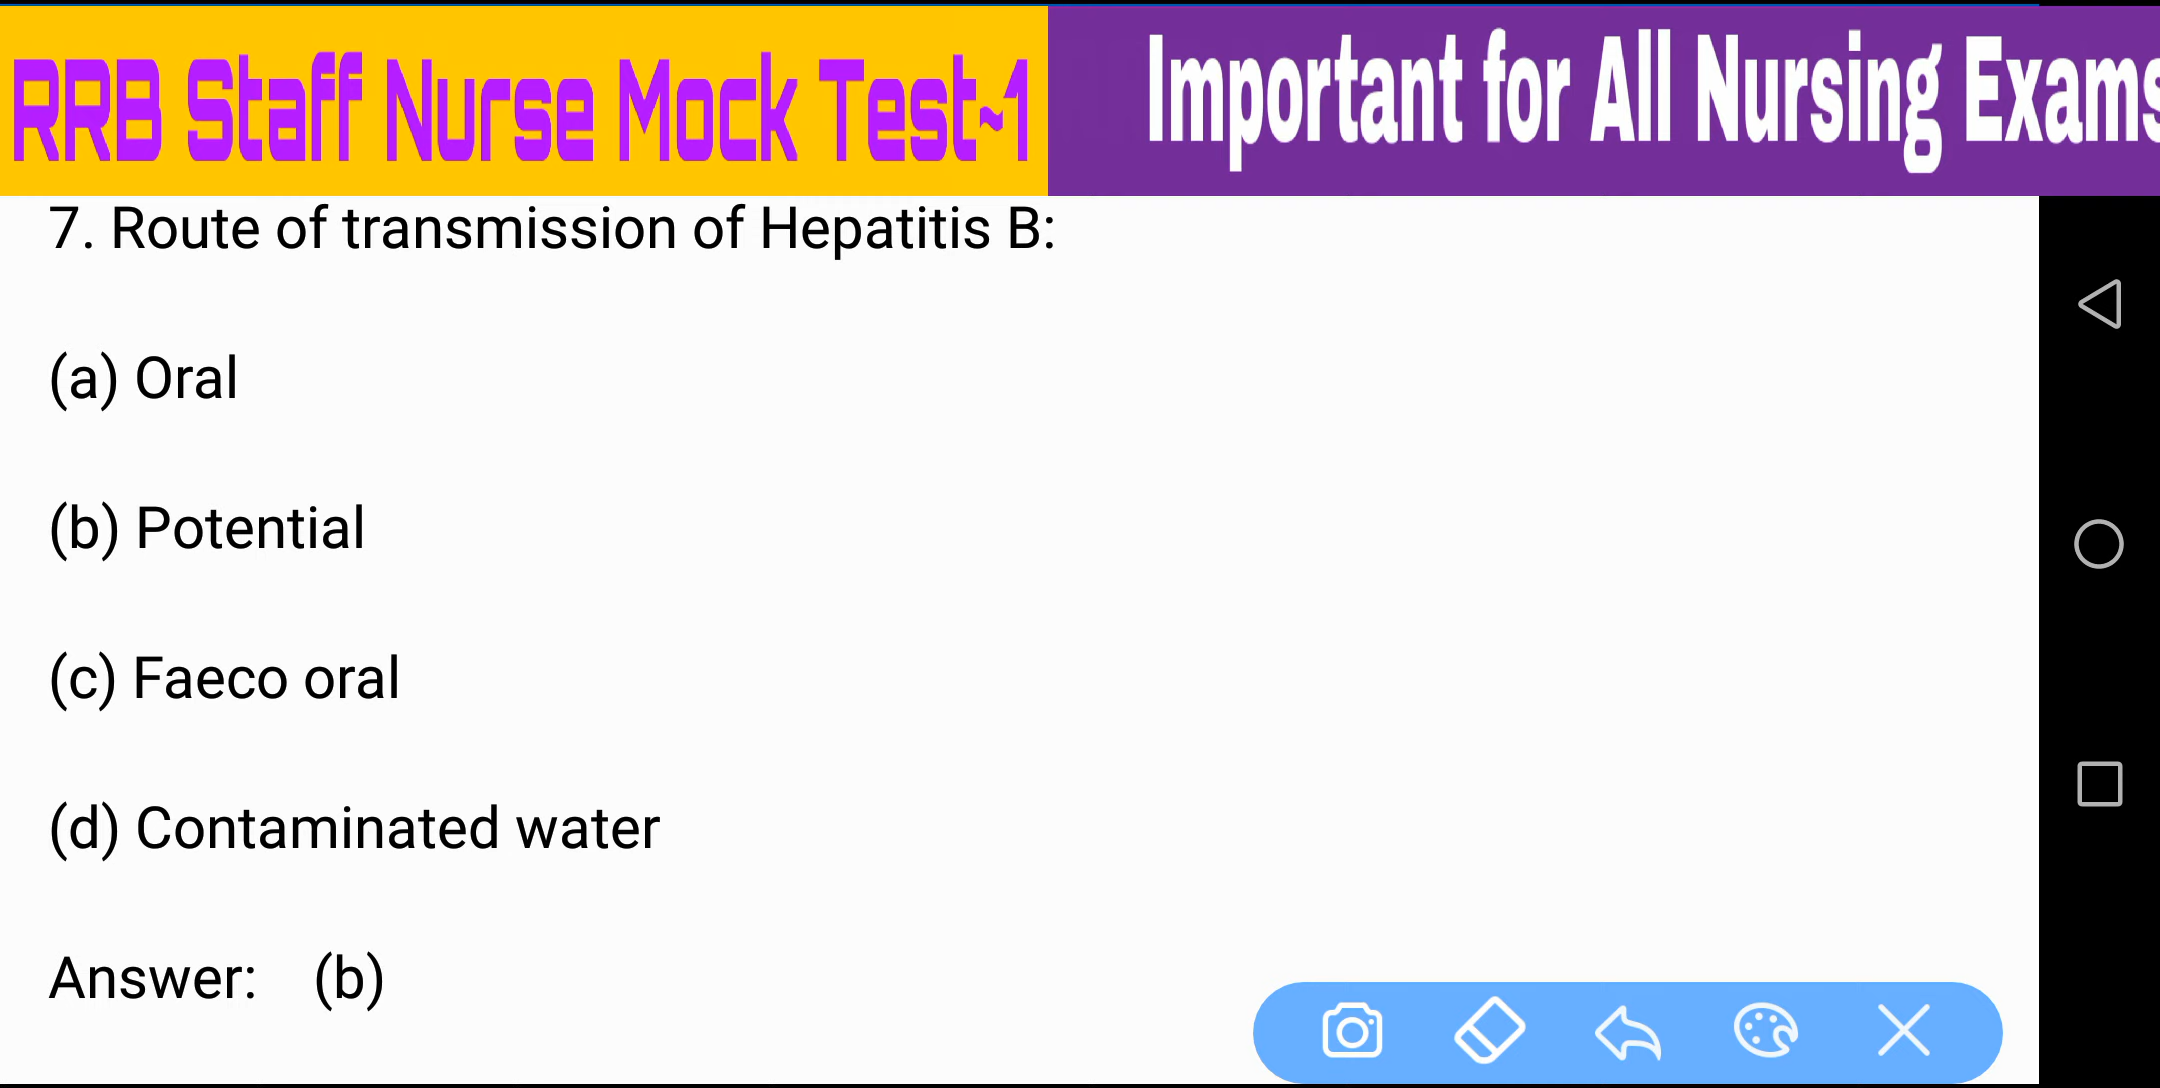 RRB Staff Nurse Mock Test~1
Important for All Nursing Exams
7. Route of transmission of Hepatitis B:
(a) Oral
(b) Potential
(c) Faeco oral
(d) Contaminated water
Answer: (b)